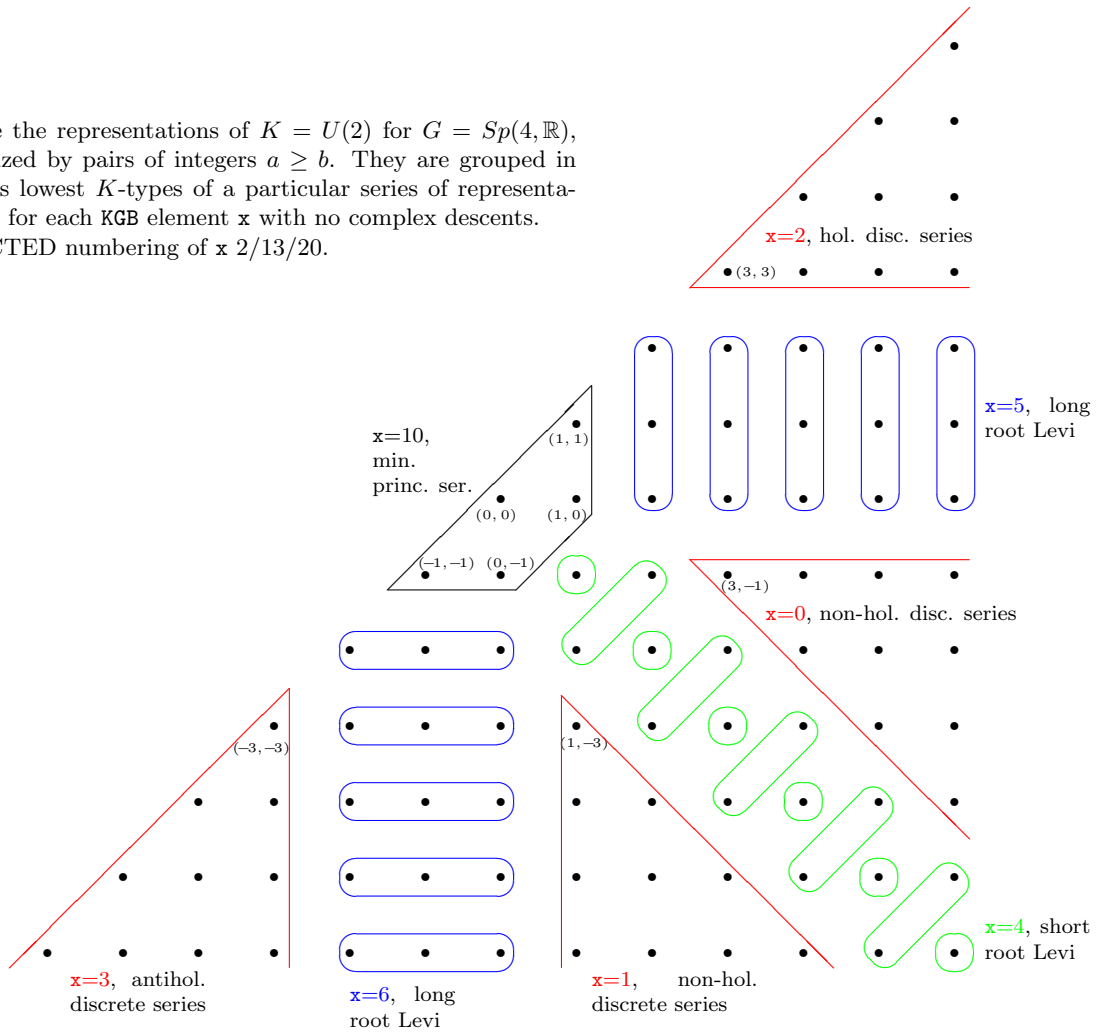 e the representations of K = U(2) for G = Sp(4, ℝ),
zed by pairs of integers a ≥ b. They are grouped in
s lowest K-types of a particular series of representa-
for each KGB element x with no complex descents.
CTED numbering of x 2/13/20.
x=2, hol. disc. series
(3, 3)
x=5, long
root Levi
x=10,
min.
princ. ser.
(1, 1)
(0, 0)
(1, 0)
(−1, −1)
(0, −1)
(3, −1)
x=0, non-hol. disc. series
(−3, −3)
(1, −3)
x=4, short
root Levi
x=3, antihol.
discrete series
x=6, long
root Levi
x=1, non-hol.
discrete series